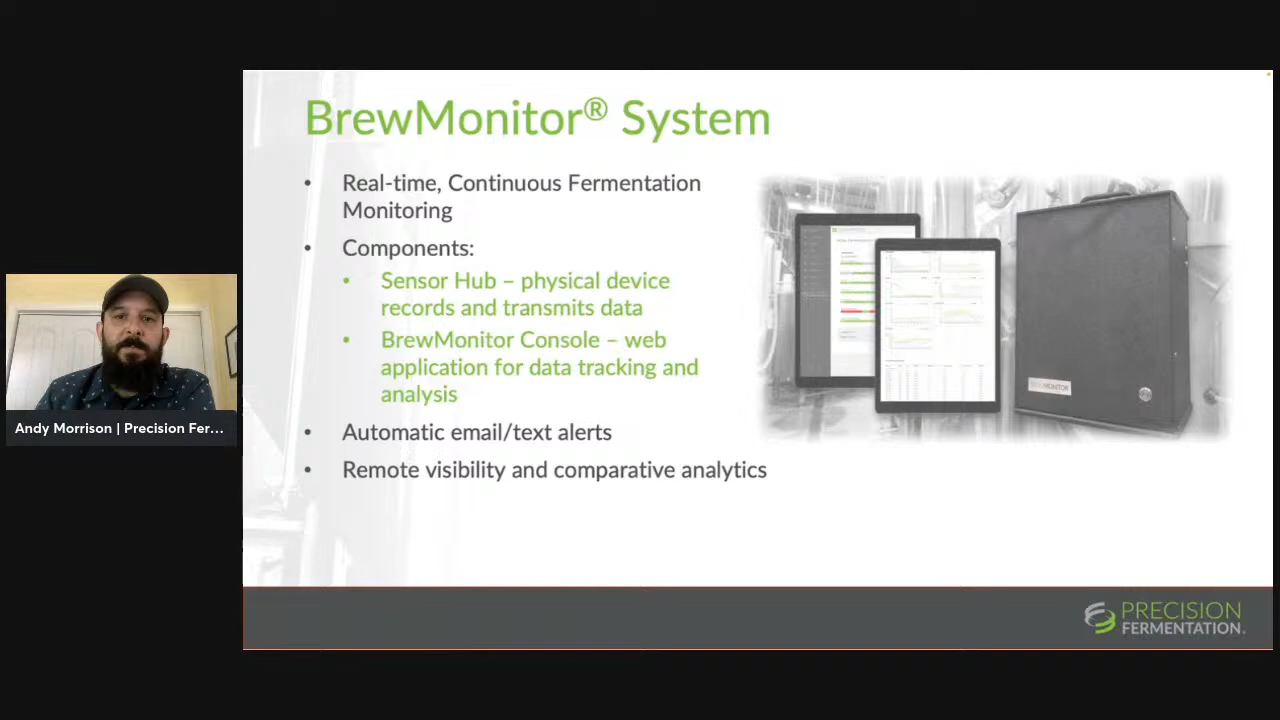 BrewMonitor® System
• Real-time, Continuous Fermentation
Monitoring
• Components:
• Sensor Hub – physical device
records and transmits data
• BrewMonitor Console – web
application for data tracking and
analysis
• Automatic email/text alerts
• Remote visibility and comparative analytics
Andy Morrison | Precision Fer...
PRECISION
FERMENTATION.